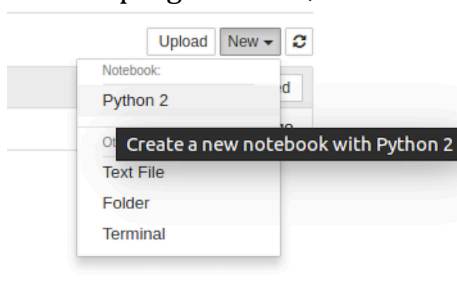 Upload New
Notebook:
Python 2
Create a new notebook with Python 2
Text File
Folder
Terminal